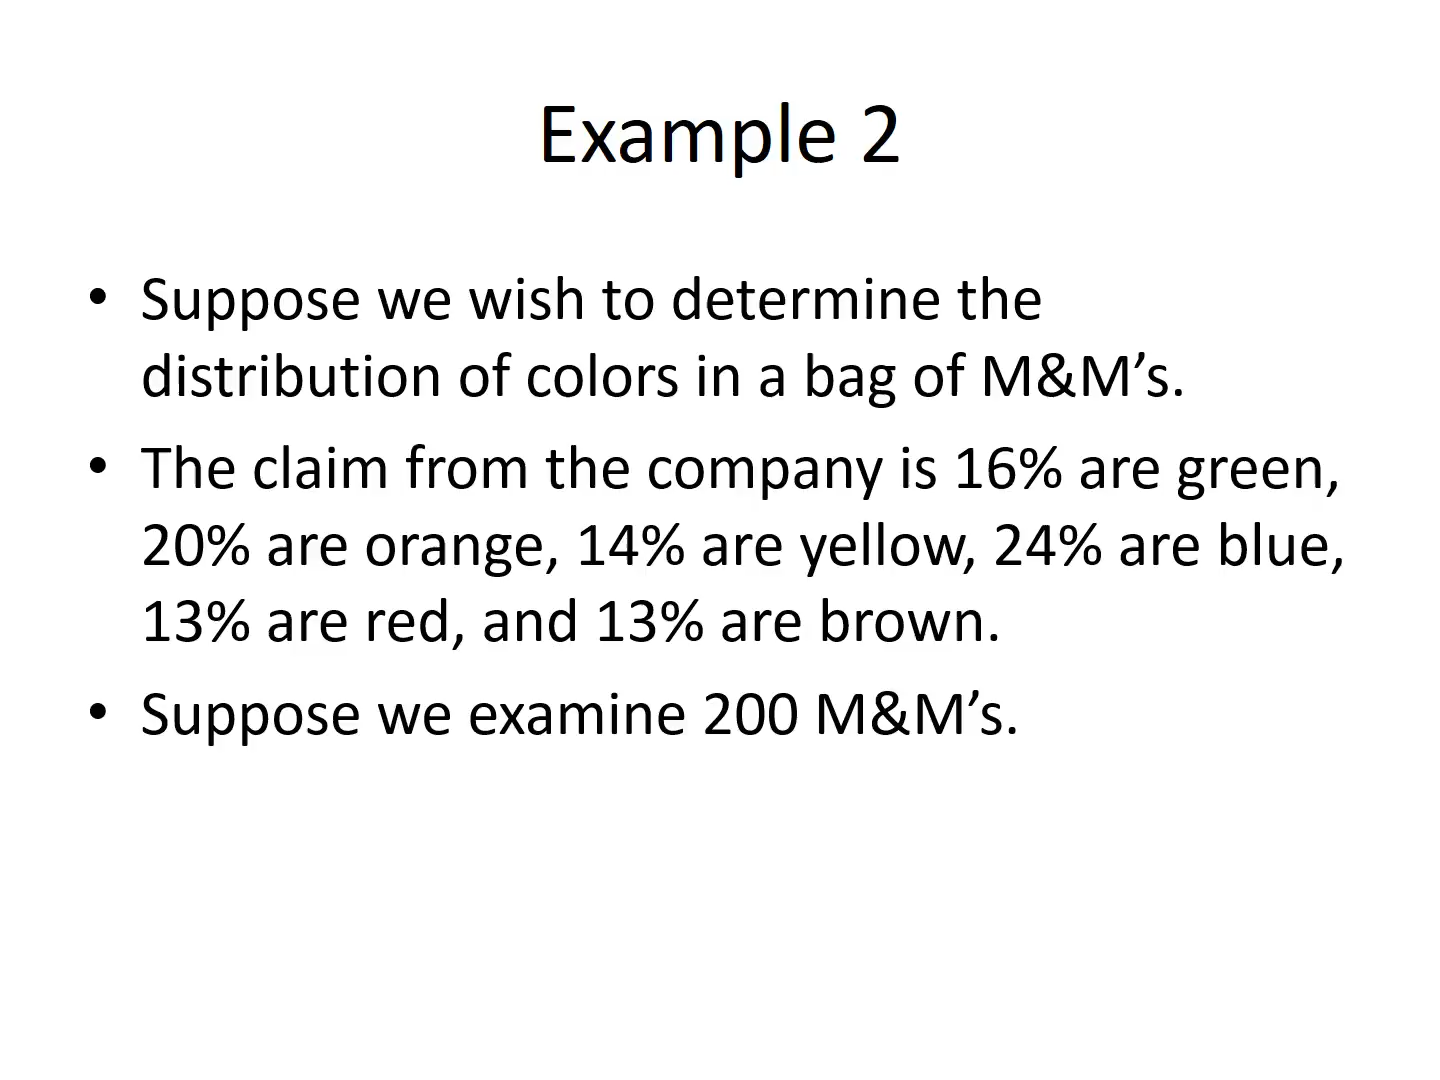 Example 2
• Suppose we wish to determine the
distribution of colors in a bag of M&M’s.
• The claim from the company is 16% are green,
20% are orange, 14% are yellow, 24% are blue,
13% are red, and 13% are brown.
• Suppose we examine 200 M&M’s.